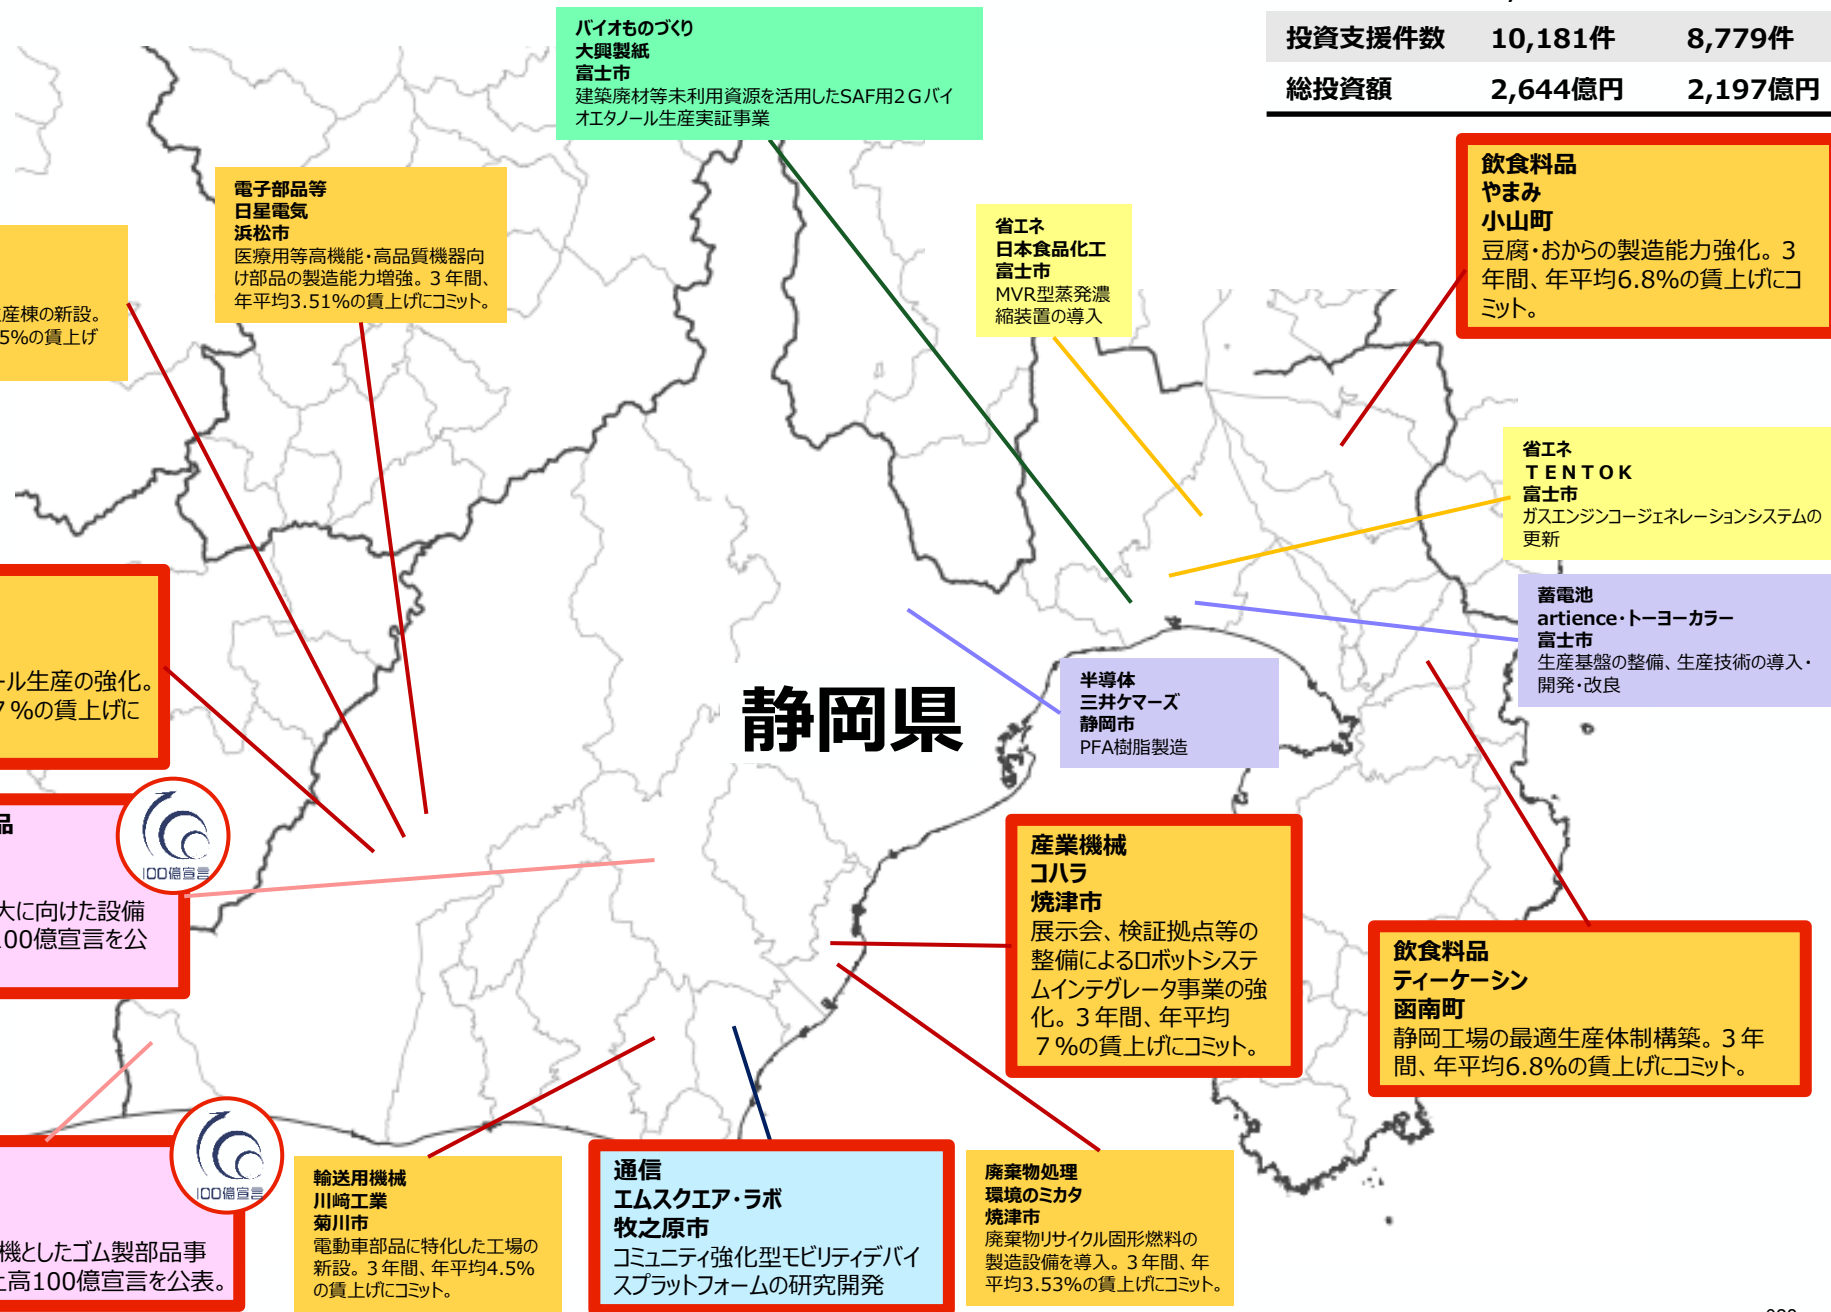 投資支援件数 10,181件 8,779件
総投資額 2,644億円 2,197億円
バイオものづくり
大興製紙
富士市
建築廃材等未利用資源を活用したSAF用2Gバイ
オエタノール生産実証事業
電子部品等
日星電気
浜松市
医療用等高機能・高品質機器向
け部品の製造能力増強。3年間、
年平均3.51%の賃上げにコミット。
産棟の新設。
5%の賃上げ
省エネ
日本食品化工
富士市
MVR型蒸発濃
縮装置の導入
飲食料品
やまみ
小山町
豆腐・おからの製造能力強化。3
年間、年平均6.8%の賃上げにコ
ミット。
省エネ
TENTOK
富士市
ガスエンジンコージェネレーションシステムの
更新
蓄電池
artience・トーヨーカラー
富士市
生産基盤の整備、生産技術の導入・
開発・改良
半導体
三井ケマーズ
静岡市
PFA樹脂製造
静岡県
ール生産の強化。
7%の賃上げに
品
100億宣言
大に向けた設備
100億宣言を公
産業機械
コハラ
焼津市
展示会、検証拠点等の
整備によるロボットシステ
ムインテグレータ事業の強
化。3年間、年平均
7%の賃上げにコミット。
飲食料品
ティーケーシン
函南町
静岡工場の最適生産体制構築。3年
間、年平均6.8%の賃上げにコミット。
100億宣言
機としたゴム製部品事
上高100億宣言を公表。
輸送用機械
川﨑工業
菊川市
電動車部品に特化した工場の
新設。3年間、年平均4.5%
の賃上げにコミット。
通信
エムスクエア・ラボ
牧之原市
コミュニティ強化型モビリティデバイ
スプラットフォームの研究開発
廃棄物処理
環境のミカタ
焼津市
廃棄物リサイクル固形燃料の
製造設備を導入。3年間、年
平均3.53%の賃上げにコミット。